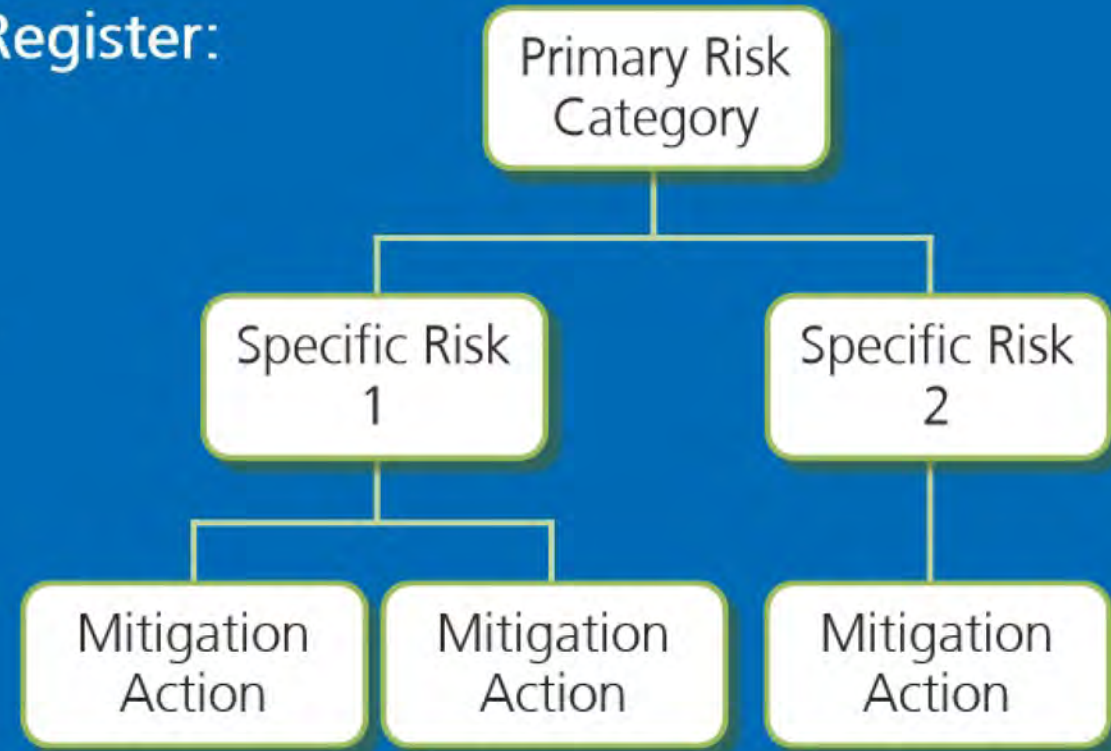 Register:
Primary Risk
Category
Specific Risk
1
Specific Risk
2
Mitigation
Action
Mitigation
Action
Mitigation
Action